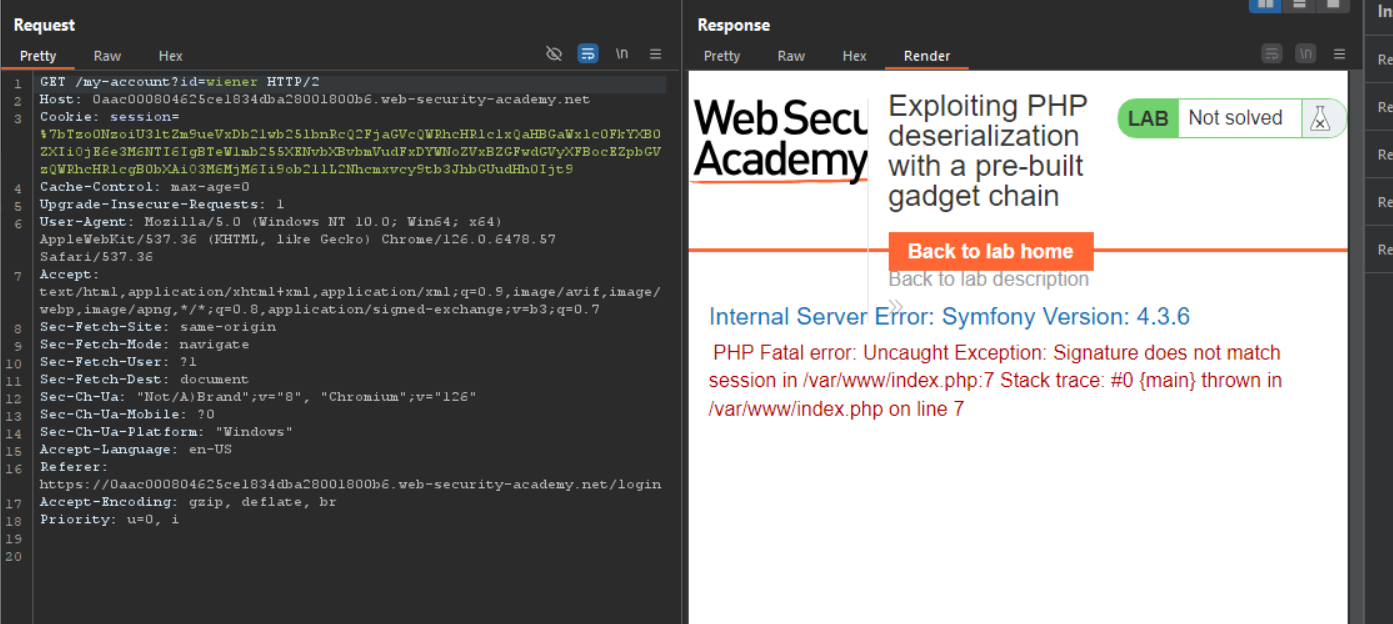 Request
Pretty Raw Hex \n
1 GET /my-account?id=wiener HTTP/2
2 Host: 0aac000804625ce1834dba28001800b6.web-security-academy.net
3 Cookie: session=
4 Cache-Control: max-age=0
5 Upgrade-Insecure-Requests: 1
6 User-Agent: Mozilla/5.0 (Windows NT 10.0; Win64; x64)
AppleWebKit/537.36 (KHTML, like Gecko) Chrome/126.0.6478.57
Safari/537.36
7 Accept:
text/html,application/xhtml+xml,application/xml;q=0.9,image/avif,image/
webp,image/apng,*/*;q=0.8,application/signed-exchange;v=b3;q=0.7
8 Sec-Fetch-Site: same-origin
9 Sec-Fetch-Mode: navigate
10 Sec-Fetch-User: ?1
11 Sec-Fetch-Dest: document
12 Sec-Ch-Ua: "Not/A)Brand";v="8", "Chromium";v="126"
13 Sec-Ch-Ua-Mobile: ?0
14 Sec-Ch-Ua-Platform: "Windows"
15 Accept-Language: en-US
16 Referer:
https://0aac000804625ce1834dba28001800b6.web-security-academy.net/login
17 Accept-Encoding: gzip, deflate, br
18 Priority: u=0, i
19
20
Response
Pretty Raw Hex Render \n
Web Secu
Academy
Exploiting PHP
deserialization
with a pre-built
gadget chain
LAB Not solved
Back to lab home
Back to lab description
Internal Server Error: Symfony Version: 4.3.6
PHP Fatal error: Uncaught Exception: Signature does not match
session in /var/www/index.php:7 Stack trace: #0 {main} thrown in
/var/www/index.php on line 7
In
Re
Re
Re
Re
Re